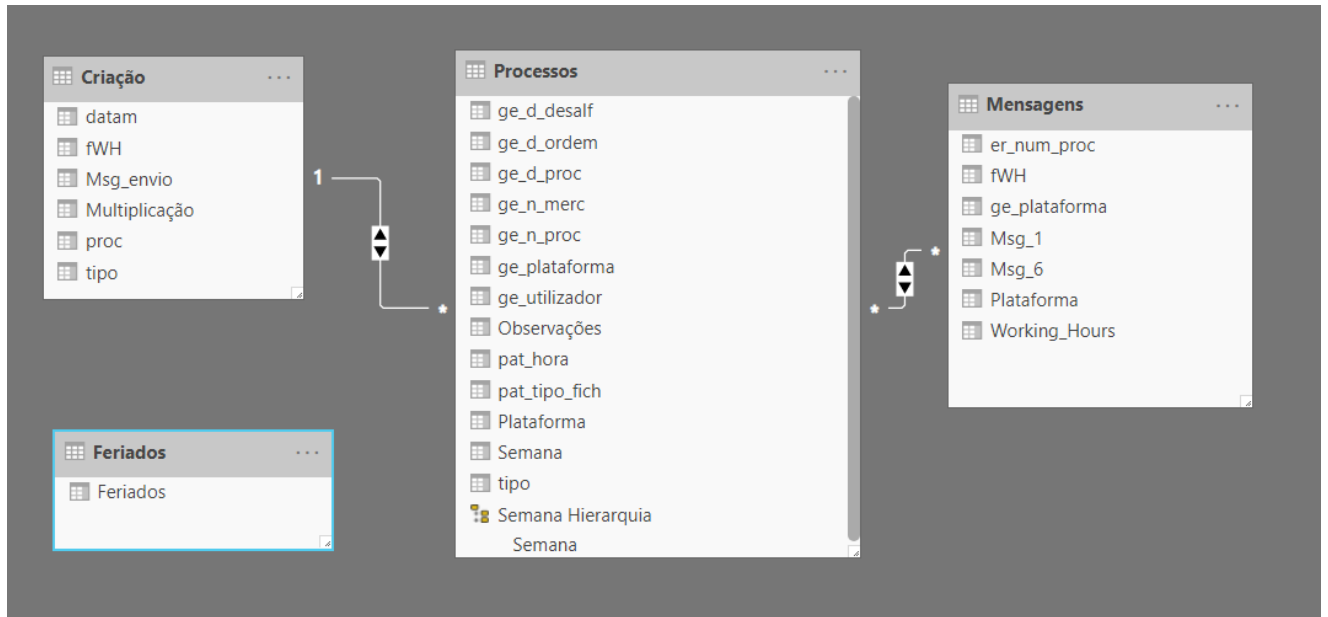 Criação
datam
fWH
Msg_envio
Multiplicação
proc
tipo
1
*
Feriados
Feriados
Processos
ge_d_desalf
ge_d_ordem
ge_d_proc
ge_n_merc
ge_n_proc
ge_plataforma
ge_utilizador
Observações
pat_hora
pat_tipo_fich
Plataforma
Semana
tipo
Semana Hierarquia
Semana
*
*
Mensagens
er_num_proc
fWH
ge_plataforma
Msg_1
Msg_6
Plataforma
Working_Hours